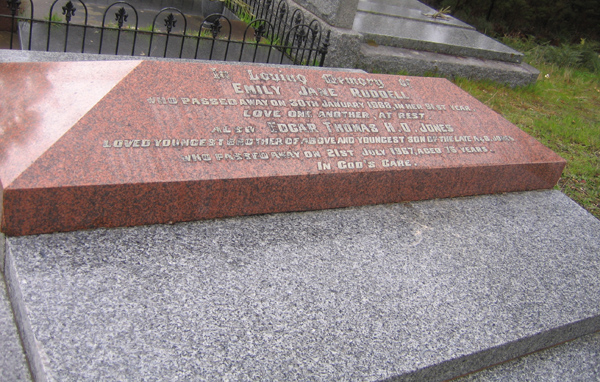 In Loving Memory of
EMILY JANE RUDDELL
WHO PASSED AWAY ON 30TH JANUARY 1968, IN HER 91ST YEAR
LOVE ONE ANOTHER, AT REST
ALSO EDGAR THOMAS H.O. JONES
LOVED YOUNGEST BROTHER OF ABOVE AND YOUNGEST SON OF THE LATE
WHO PASSED AWAY ON 21ST JULY 1967, AGED 76 YEARS.
IN GOD'S CARE.